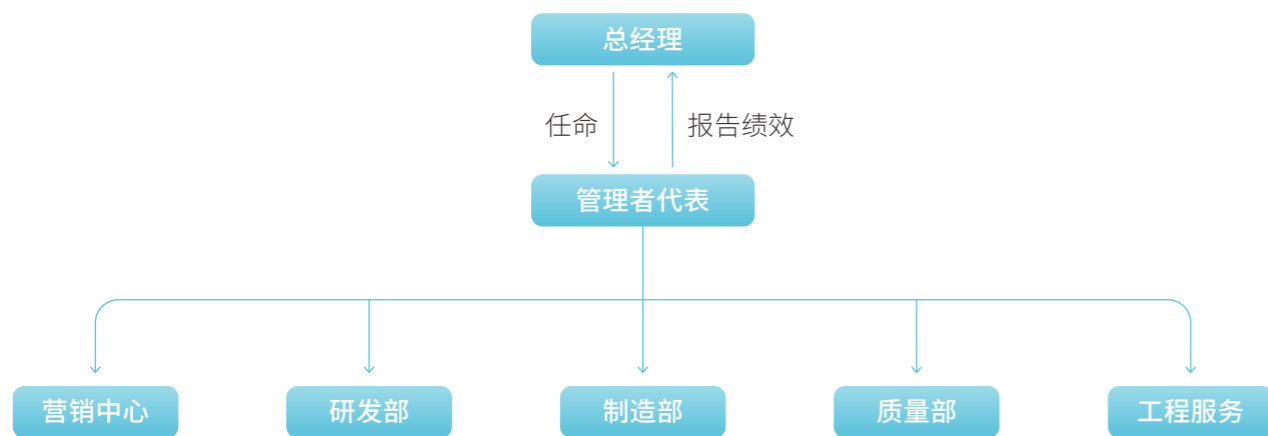 总经理
任命
报告绩效
管理者代表
营销中心
研发部
制造部
质量部
工程服务